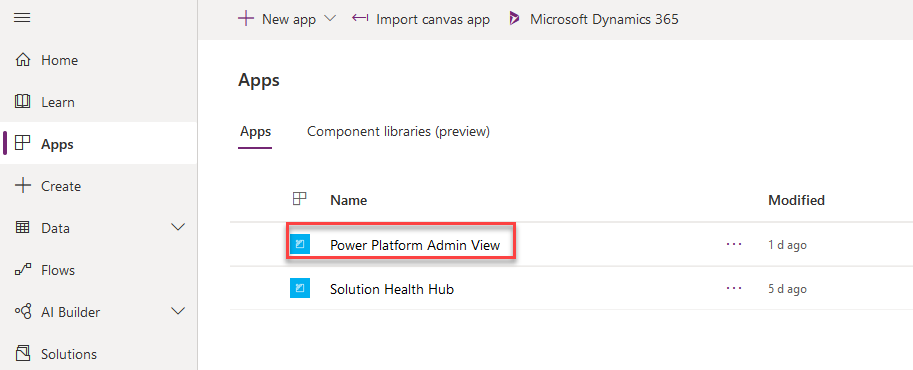 New app
Import canvas app
Microsoft Dynamics 365
Home
Learn
Apps
Create
Data
Flows
AI Builder
Solutions
Apps
Apps
Component libraries (preview)
Name
Modified
Power Platform Admin View
1 d ago
Solution Health Hub
5 d ago